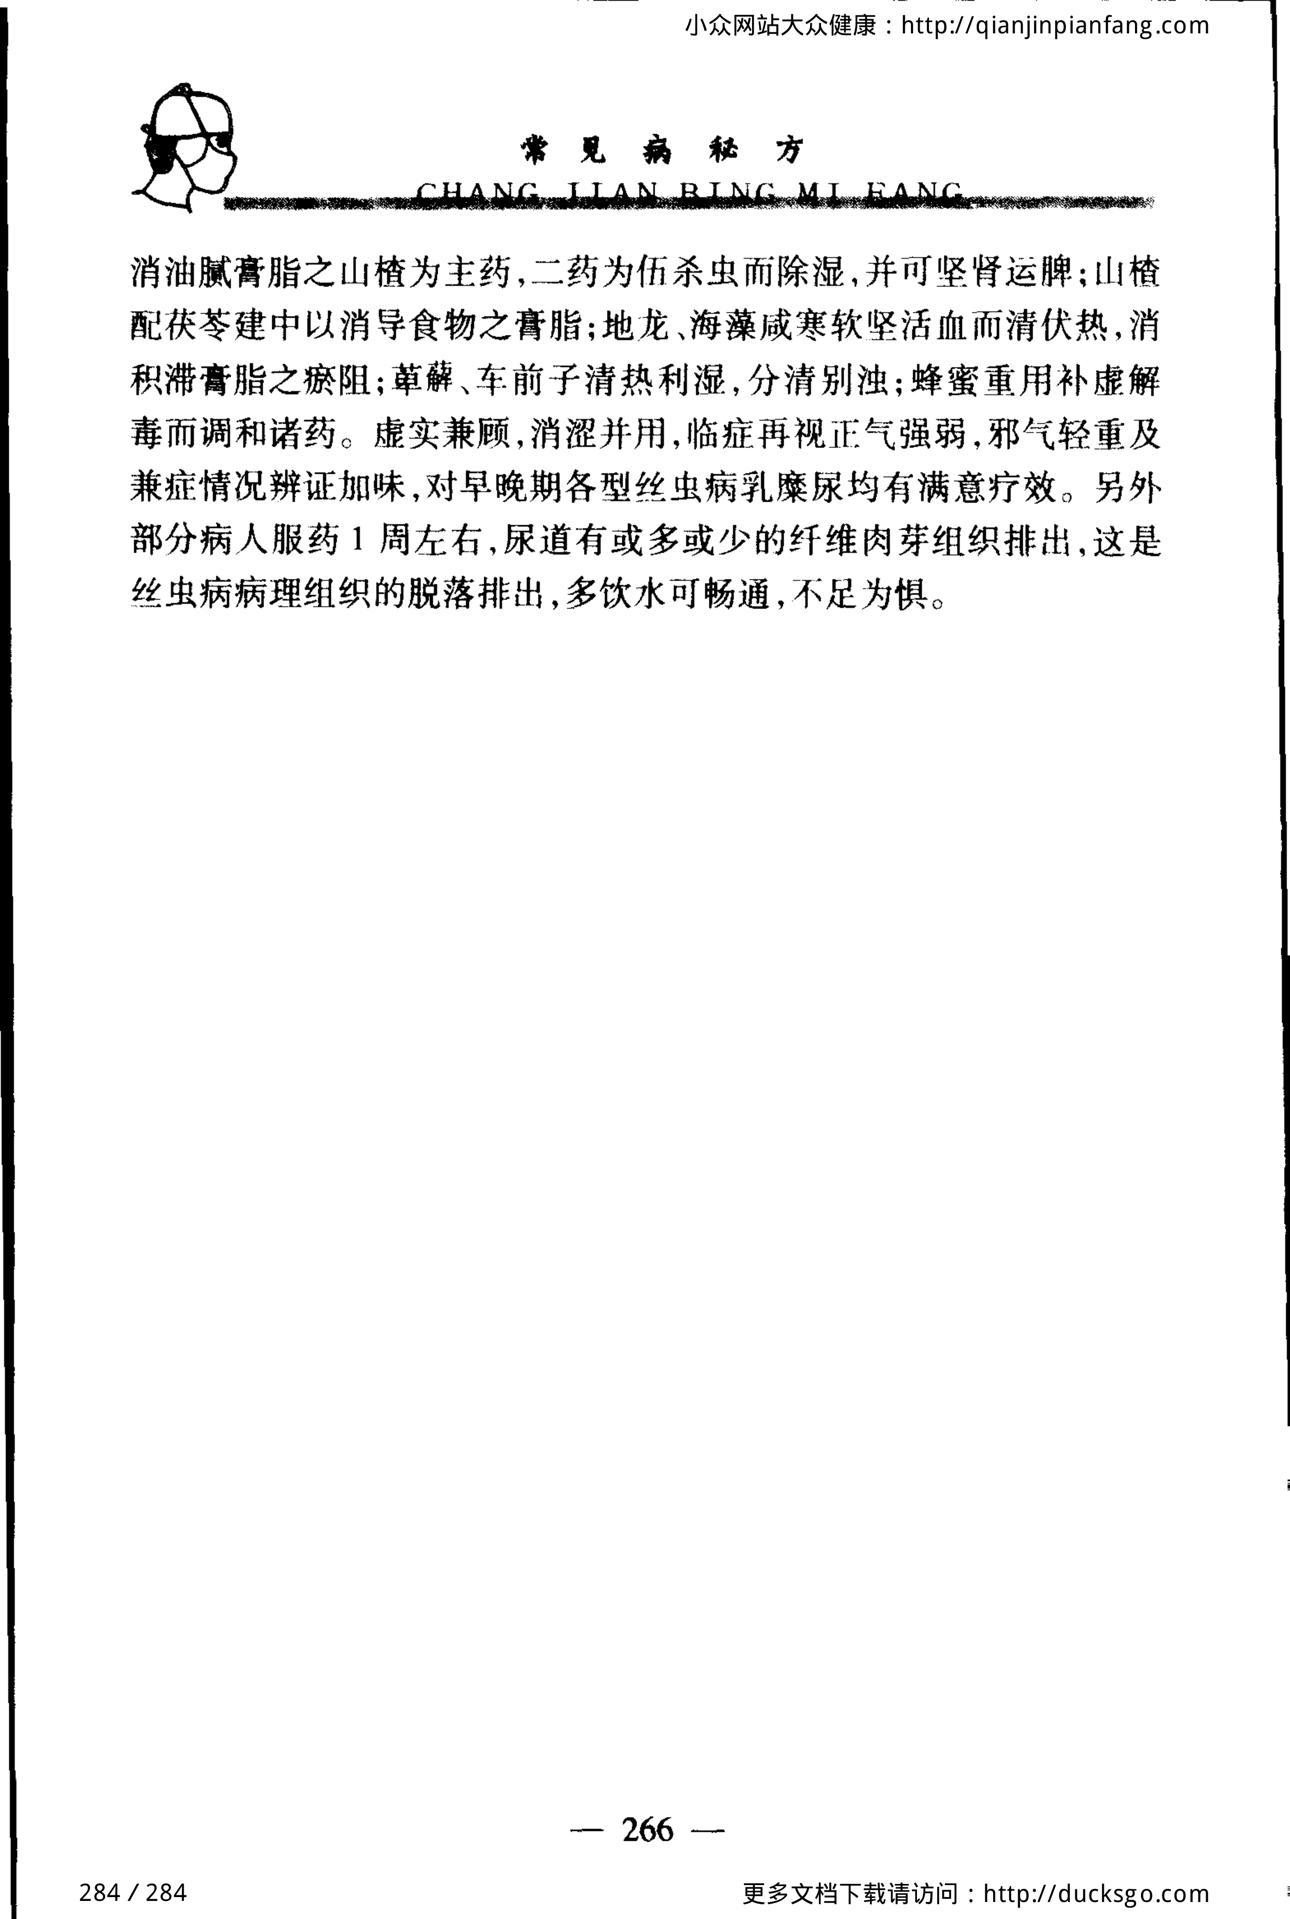 小众网站大众健康：http://qianjinpianfang.com
常见病秘方
CHANG JIAN BING MI FANG
消油腻膏脂之山楂为主药,二药为伍杀虫而除湿,并可坚肾运脾;山楂
配茯苓建中以消导食物之膏脂;地龙、海藻咸寒软坚活血而清伏热,消
积滞膏脂之瘀阻;萆薢、车前子清热利湿,分清别浊;蜂蜜重用补虚解
毒而调和诸药。虚实兼顾,消涩并用,临症再视正气强弱,邪气轻重及
兼症情况辨证加味,对早晚期各型丝虫病乳糜尿均有满意疗效。另外
部分病人服药 1 周左右,尿道有或多或少的纤维肉芽组织排出,这是
丝虫病病理组织的脱落排出,多饮水可畅通,不足为惧。
— 266 —
284 / 284
更多文档下载请访问：http://ducksgo.com